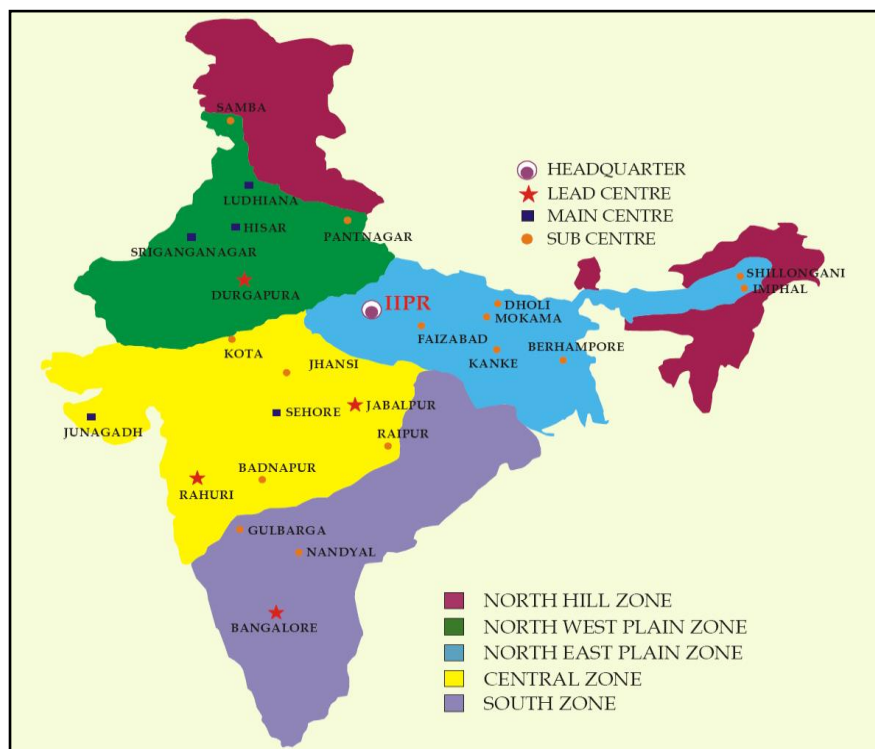 SAMBA
LUDHIANA
HISAR
SRIGANGANAGAR
PANTNAGAR
DURGAPURA
HEADQUARTER
LEAD CENTRE
MAIN CENTRE
SUB CENTRE
SHILLONGANI
IMPHAL
IIPR
DHOLI
MOKAMA
FAIZABAD
KANKE
BERHAMPORE
KOTA
JHANSI
JABALPUR
SEHORE
JUNAGADH
RAIPUR
BADNAPUR
RAHURI
GULBARGA
NANDYAL
BANGALORE
NORTH HILL ZONE
NORTH WEST PLAIN ZONE
NORTH EAST PLAIN ZONE
CENTRAL ZONE
SOUTH ZONE